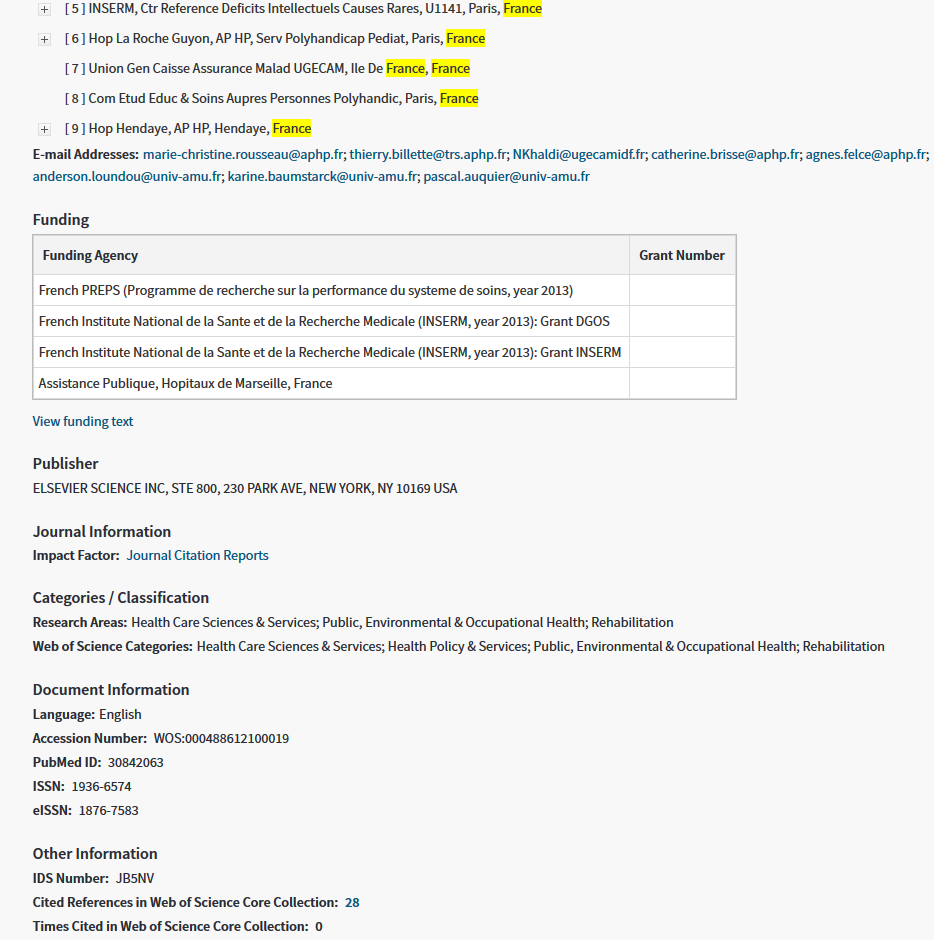 [ 5 ] INSERM, Ctr Reference Deficits Intellectuels Causes Rares, U1141, Paris, France
[ 6 ] Hop La Roche Guyon, AP HP, Serv Polyhandicap Pediat, Paris, France
[ 7 ] Union Gen Caisse Assurance Malad UGECAM, Ile De France, France
[ 8 ] Com Etud Educ & Soins Aupres Personnes Polyhandic, Paris, France
[ 9 ] Hop Hendaye, AP HP, Hendaye, France
E-mail Addresses: marie-christine.rousseau@aphp.fr; thierry.billette@trs.aphp.fr; NKhaldi@ugecamidf.fr; catherine.brisse@aphp.fr; agnes.felce@aphp.fr;
anderson.loundou@univ-amu.fr; karine.baumstarck@univ-amu.fr; pascal.auquier@univ-amu.fr
Funding
Funding Agency Grant Number
French PREPS (Programme de recherche sur la performance du systeme de soins, year 2013)
French Institute National de la Sante et de la Recherche Medicale (INSERM, year 2013): Grant DGOS
French Institute National de la Sante et de la Recherche Medicale (INSERM, year 2013): Grant INSERM
Assistance Publique, Hopitaux de Marseille, France
View funding text
Publisher
ELSEVIER SCIENCE INC, STE 800, 230 PARK AVE, NEW YORK, NY 10169 USA
Journal Information
Impact Factor: Journal Citation Reports
Categories / Classification
Research Areas: Health Care Sciences & Services; Public, Environmental & Occupational Health; Rehabilitation
Web of Science Categories: Health Care Sciences & Services; Health Policy & Services; Public, Environmental & Occupational Health; Rehabilitation
Document Information
Language: English
Accession Number: WOS:000488612100019
PubMed ID: 30842063
ISSN: 1936-6574
eISSN: 1876-7583
Other Information
IDS Number: JB5NV
Cited References in Web of Science Core Collection: 28
Times Cited in Web of Science Core Collection: 0